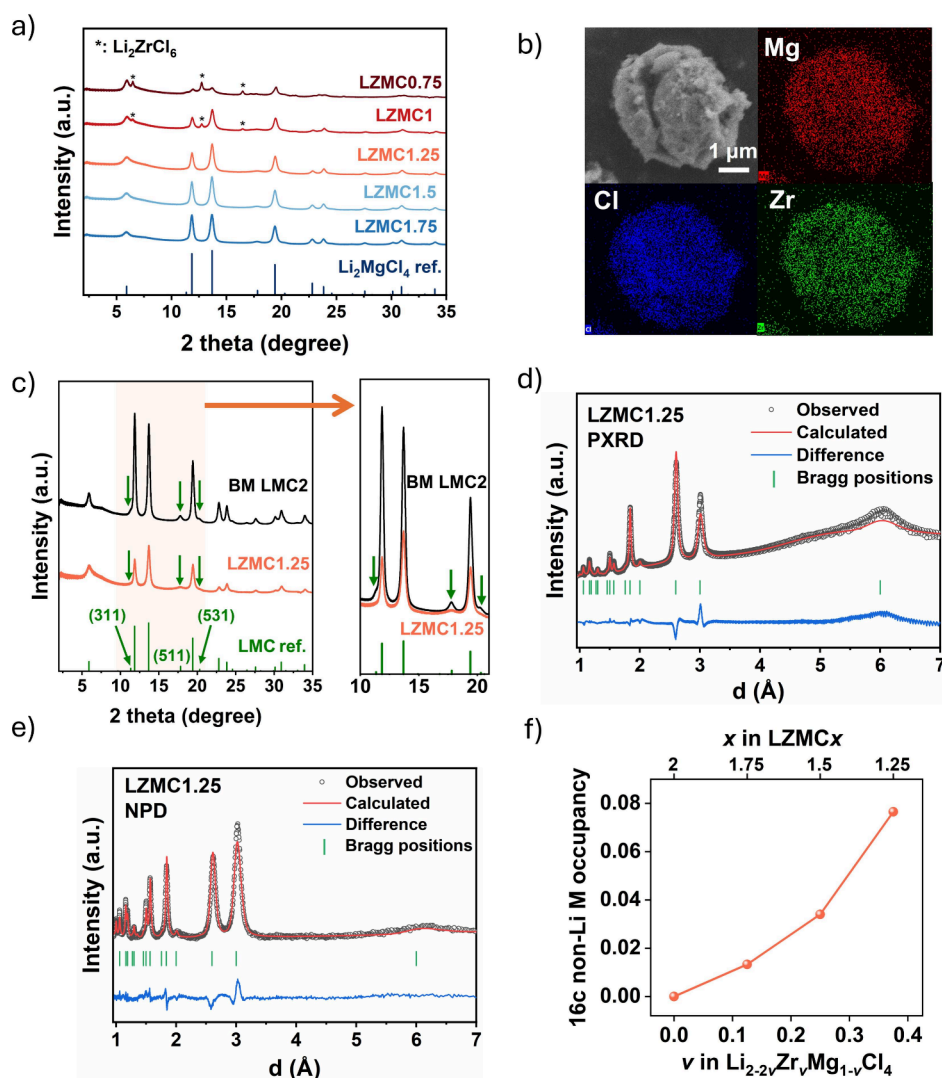 a)
*: Li₂ZrCl₆
LZMC0.75
LZMC1
LZMC1.25
LZMC1.5
LZMC1.75
Li₂MgCl₄ ref.
Intensity (a.u.)
5 10 15 20 25 30 35
2 theta (degree)
b)
Mg
1 μm
Cl
Zr
c)
Intensity (a.u.)
BM LMC2
LZMC1.25
(311)
(511)
(531)
LMC ref.
5 10 15 20 25 30 35
2 theta (degree)
Intensity (a.u.)
BM LMC2
LZMC1.25
10 15 20
d)
LZMC1.25
PXRD
Observed
Calculated
Difference
Bragg positions
Intensity (a.u.)
1 2 3 4 5 6 7
d (Å)
e)
LZMC1.25
NPD
Observed
Calculated
Difference
Bragg positions
Intensity (a.u.)
1 2 3 4 5 6 7
d (Å)
f)
x in LZMCx
2 1.75 1.5 1.25
16c non-Li M occupancy
0.08
0.06
0.04
0.02
0.00
0.0 0.1 0.2 0.3 0.4
v in Li₂₋₂ᵥZrᵥMg₁₋ᵥCl₄